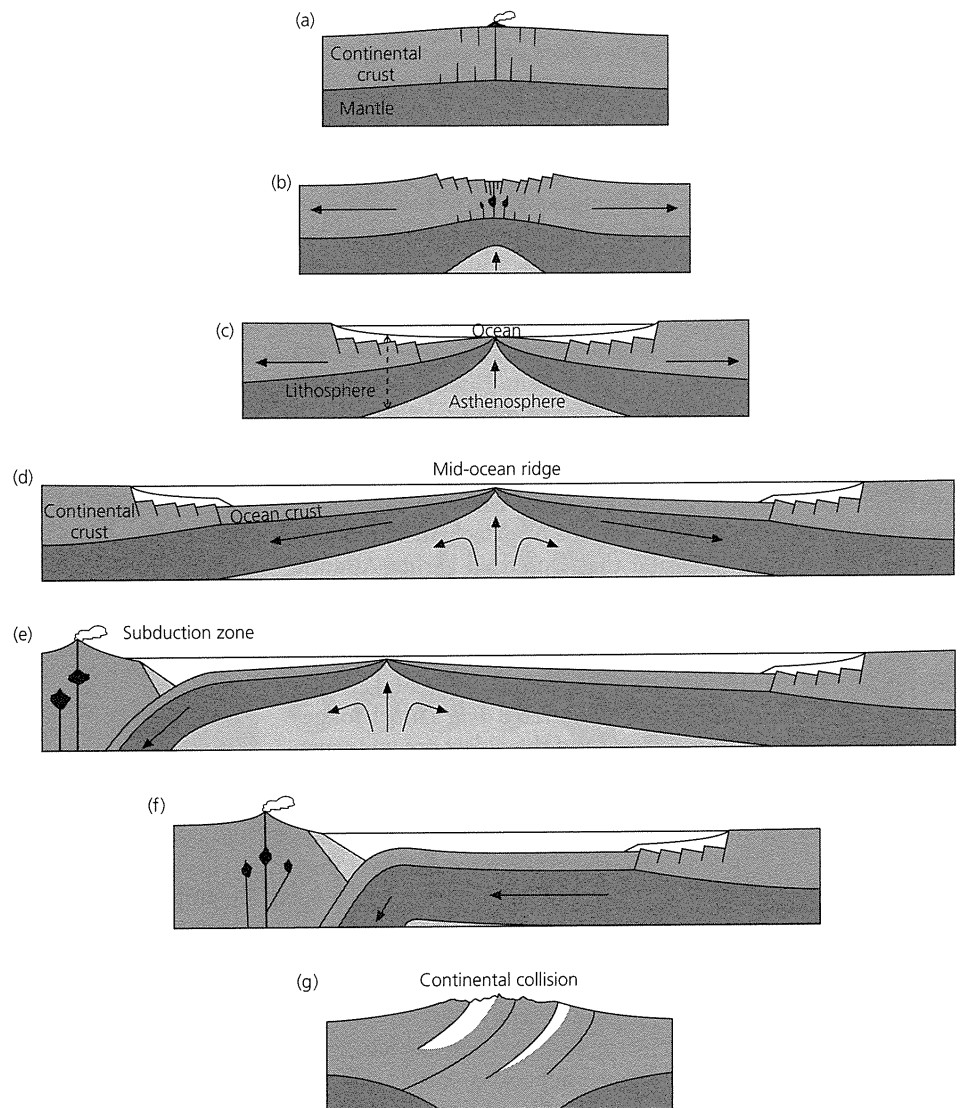 (a)
Continental
crust
Mantle
(b)
(c)
Ocean
Lithosphere
Asthenosphere
(d)
Mid-ocean ridge
Continental
crust
Ocean crust
(e)
Subduction zone
(f)
(g)
Continental collision